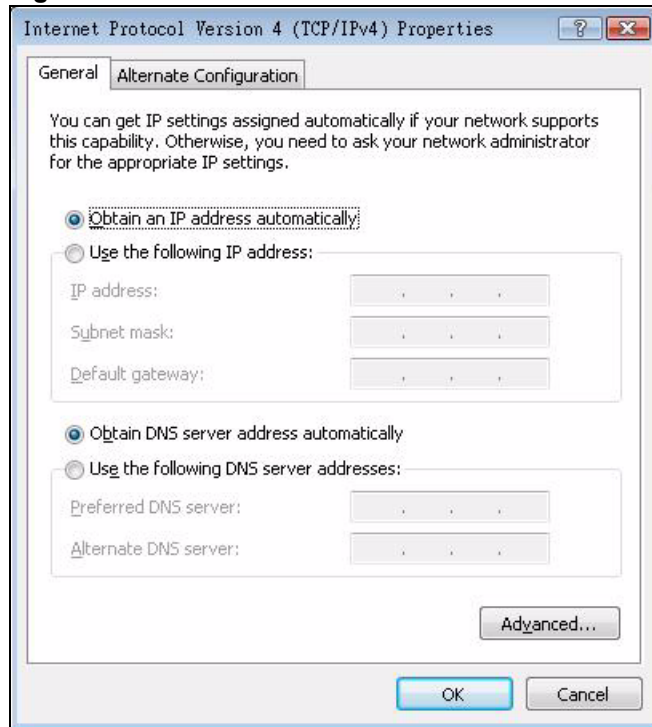 Internet Protocol Version 4 (TCP/IPv4) Properties
General
Alternate Configuration
You can get IP settings assigned automatically if your network supports
this capability. Otherwise, you need to ask your network administrator
for the appropriate IP settings.
Obtain an IP address automatically
Use the following IP address:
IP address:
Subnet mask:
Default gateway:
Obtain DNS server address automatically
Use the following DNS server addresses:
Preferred DNS server:
Alternate DNS server:
Advanced...
OK
Cancel